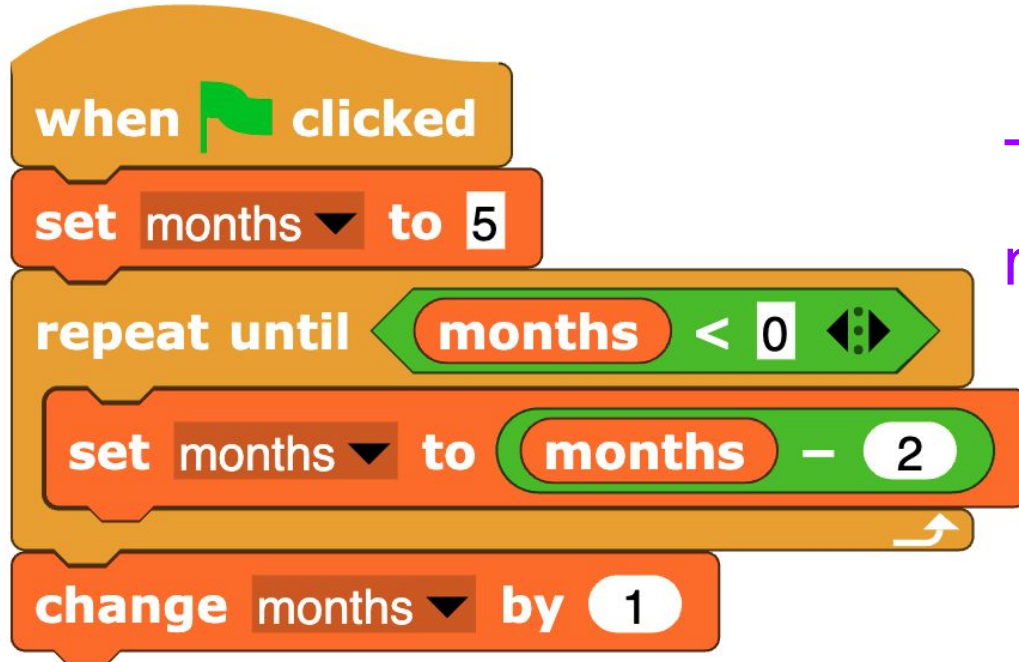 when clicked
set months to 5
repeat until months < 0
set months to months - 2
change months by 1